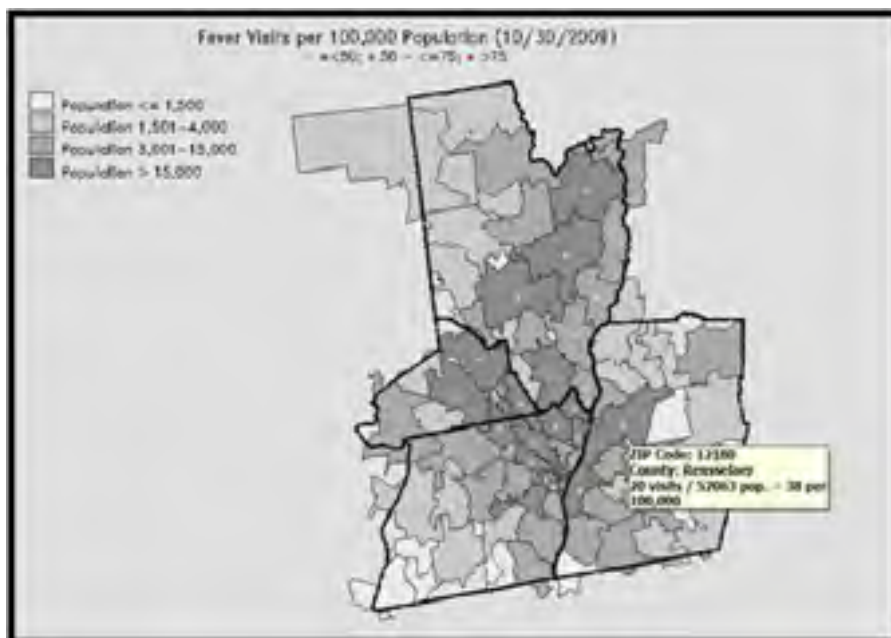 Fever Visits per 100,000 Population (10/30/2009)
Population <= 1,500
Population 1,501-4,000
Population 3,001-15,000
Population > 15,000
ZIP Code: 12180
County: Rensselaer
20 visits / 52063 pop. = 38 per
100,000